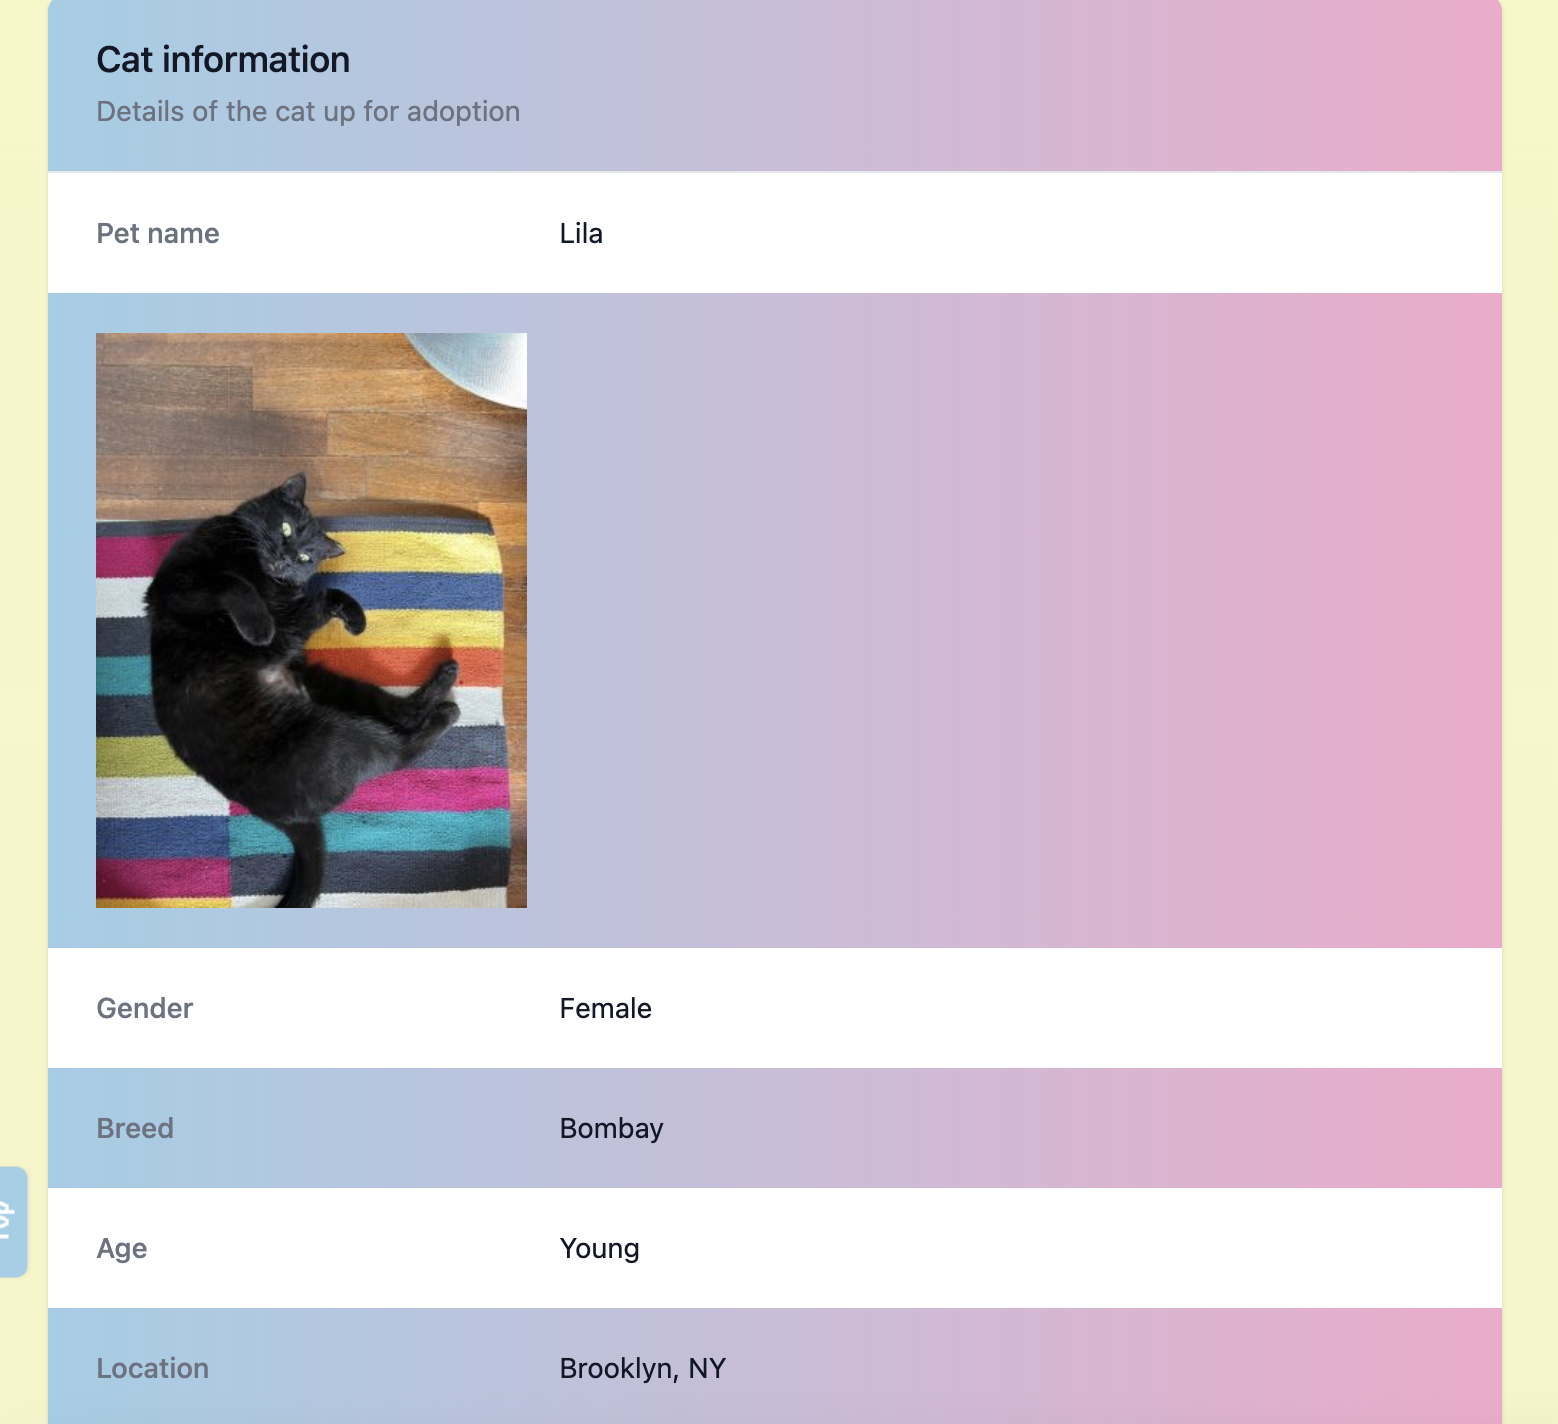 Cat information
Details of the cat up for adoption
Pet name Lila
Gender Female
Breed Bombay
Age Young
Location Brooklyn, NY